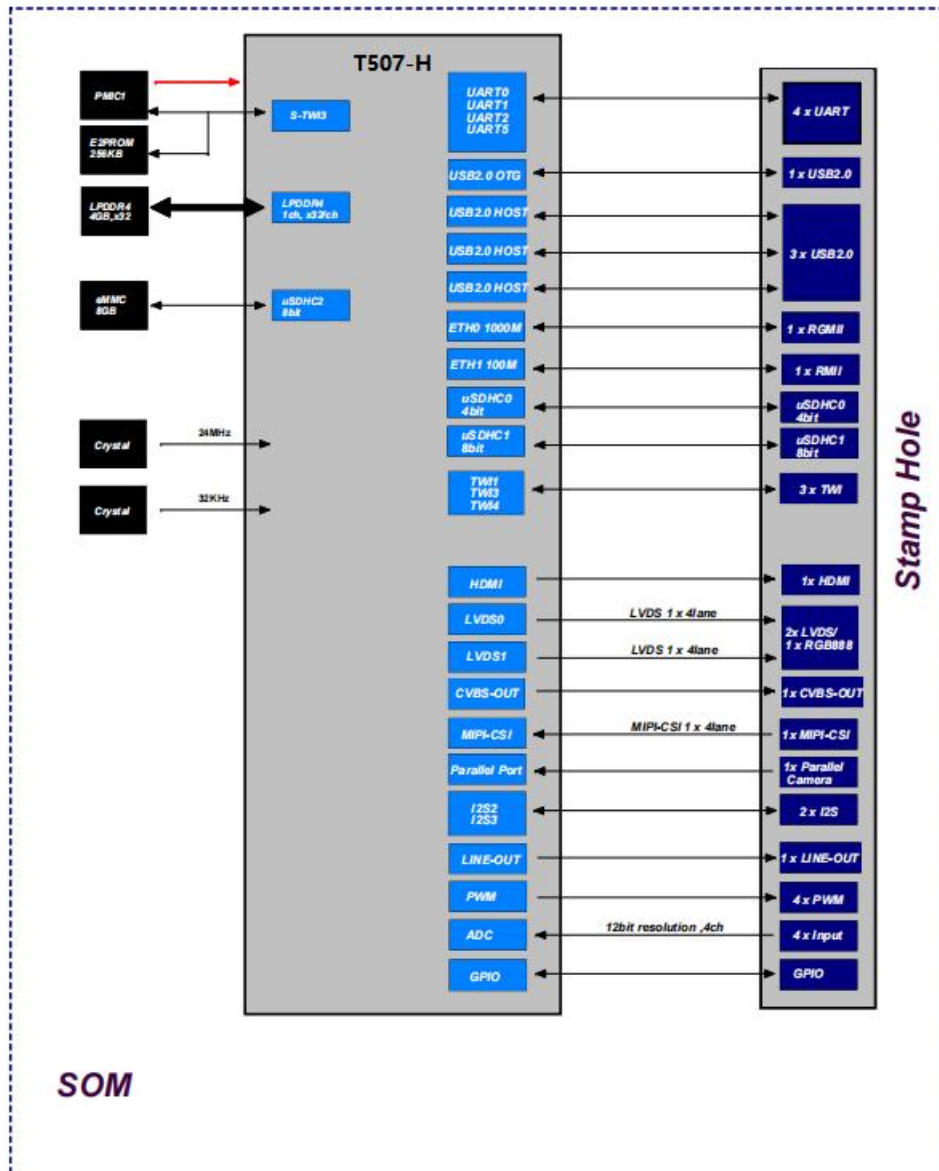 T507-H
PMIC1
E2PROM
256KB
LPDDR4
4GB,x32
eMMC
8GB
Crystal
24MHz
Crystal
32KHz
S-TWI3
LPDDR4
1ch, x32/ch
uSDHC2
8bit
UART0
UART1
UART2
UART5
USB2.0 OTG
USB2.0 HOST
USB2.0 HOST
USB2.0 HOST
ETH0 1000M
ETH1 100M
uSDHC0
4bit
uSDHC1
8bit
TWI1
TWI3
TWI4
HDMI
LVDS0
LVDS1
CVBS-OUT
MIPI-CSI
Parallel Port
I2S2
I2S3
LINE-OUT
PWM
ADC
GPIO
LVDS 1 x 4lane
LVDS 1 x 4lane
MIPI-CSI 1 x 4lane
12bit resolution ,4ch
4 x UART
1 x USB2.0
3 x USB2.0
1 x RGMII
1 x RMII
uSDHC0
4bit
uSDHC1
8bit
3 x TWI
1x HDMI
2x LVDS/
1 x RGB888
1x CVBS-OUT
1x MIPI-CSI
1x Parallel
Camera
2 x I2S
1 x LINE-OUT
4 x PWM
4 x Input
GPIO
Stamp Hole
SOM